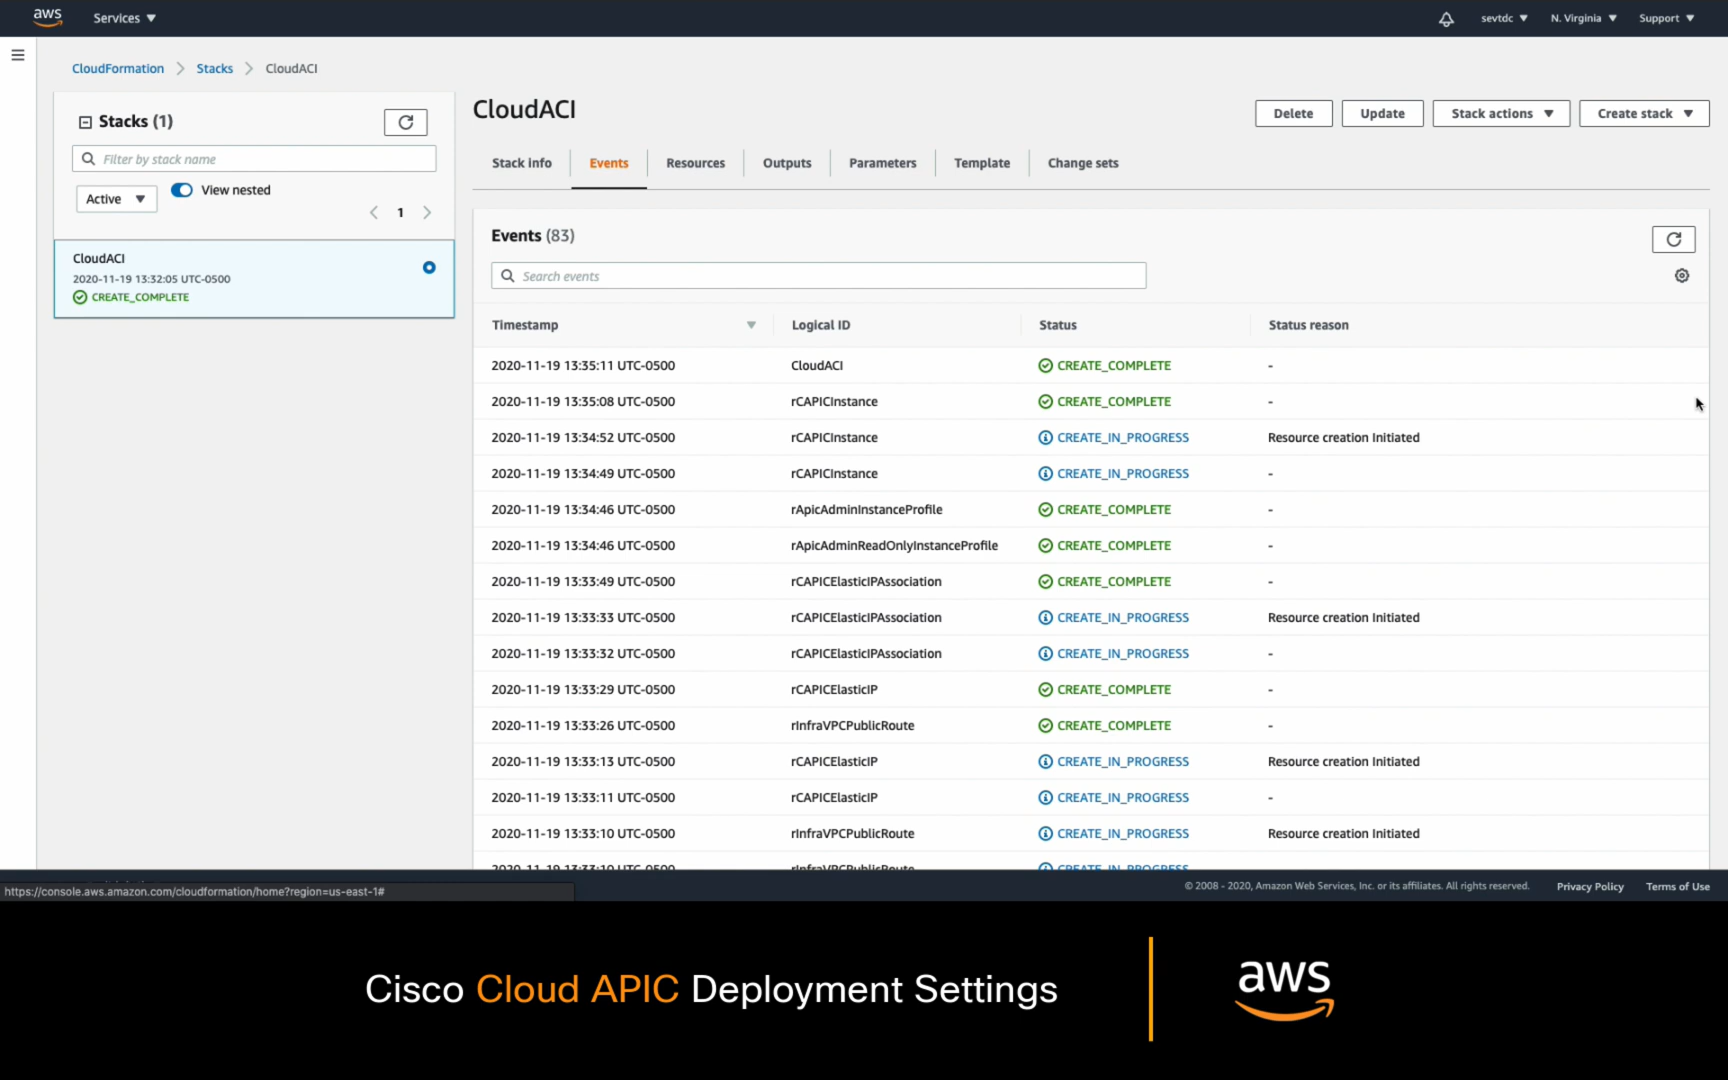 aws Services sevtdc N. Virginia Support
CloudFormation Stacks CloudACI
Stacks (1)
Filter by stack name
Active View nested
1
CloudACI
2020-11-19 13:32:05 UTC-0500
CREATE_COMPLETE
CloudACI
Delete Update Stack actions Create stack
Stack info Events Resources Outputs Parameters Template Change sets
Events (83)
Search events
Timestamp Logical ID Status Status reason
2020-11-19 13:35:11 UTC-0500 CloudACI CREATE_COMPLETE -
2020-11-19 13:35:08 UTC-0500 rCAPICInstance CREATE_COMPLETE -
2020-11-19 13:34:52 UTC-0500 rCAPICInstance CREATE_IN_PROGRESS Resource creation Initiated
2020-11-19 13:34:49 UTC-0500 rCAPICInstance CREATE_IN_PROGRESS -
2020-11-19 13:34:46 UTC-0500 rApicAdminInstanceProfile CREATE_COMPLETE -
2020-11-19 13:34:46 UTC-0500 rApicAdminReadOnlyInstanceProfile CREATE_COMPLETE -
2020-11-19 13:33:49 UTC-0500 rCAPICElasticIPAssociation CREATE_COMPLETE -
2020-11-19 13:33:33 UTC-0500 rCAPICElasticIPAssociation CREATE_IN_PROGRESS Resource creation Initiated
2020-11-19 13:33:32 UTC-0500 rCAPICElasticIPAssociation CREATE_IN_PROGRESS -
2020-11-19 13:33:29 UTC-0500 rCAPICElasticIP CREATE_COMPLETE -
2020-11-19 13:33:26 UTC-0500 rInfraVPCPublicRoute CREATE_COMPLETE -
2020-11-19 13:33:13 UTC-0500 rCAPICElasticIP CREATE_IN_PROGRESS Resource creation Initiated
2020-11-19 13:33:11 UTC-0500 rCAPICElasticIP CREATE_IN_PROGRESS -
2020-11-19 13:33:10 UTC-0500 rInfraVPCPublicRoute CREATE_IN_PROGRESS Resource creation Initiated
2020-11-19 13:33:10 UTC-0500 rInfraVPCPublicRoute CREATE_IN_PROGRESS
https://console.aws.amazon.com/cloudformation/home?region=us-east-1#
© 2008 - 2020, Amazon Web Services, Inc. or its affiliates. All rights reserved. Privacy Policy Terms of Use
Cisco Cloud APIC Deployment Settings
aws